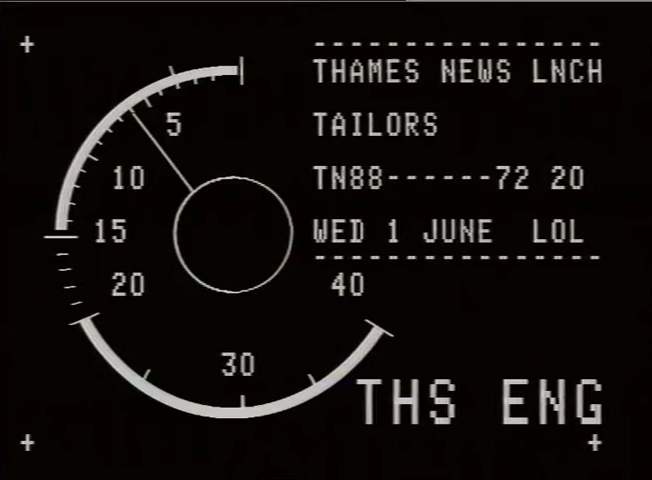 ----------------
THAMES NEWS LNCH
5
TAILORS
10
TN88------72 20
15
WED 1 JUNE LOL
----------------
20
40
30
THS ENG